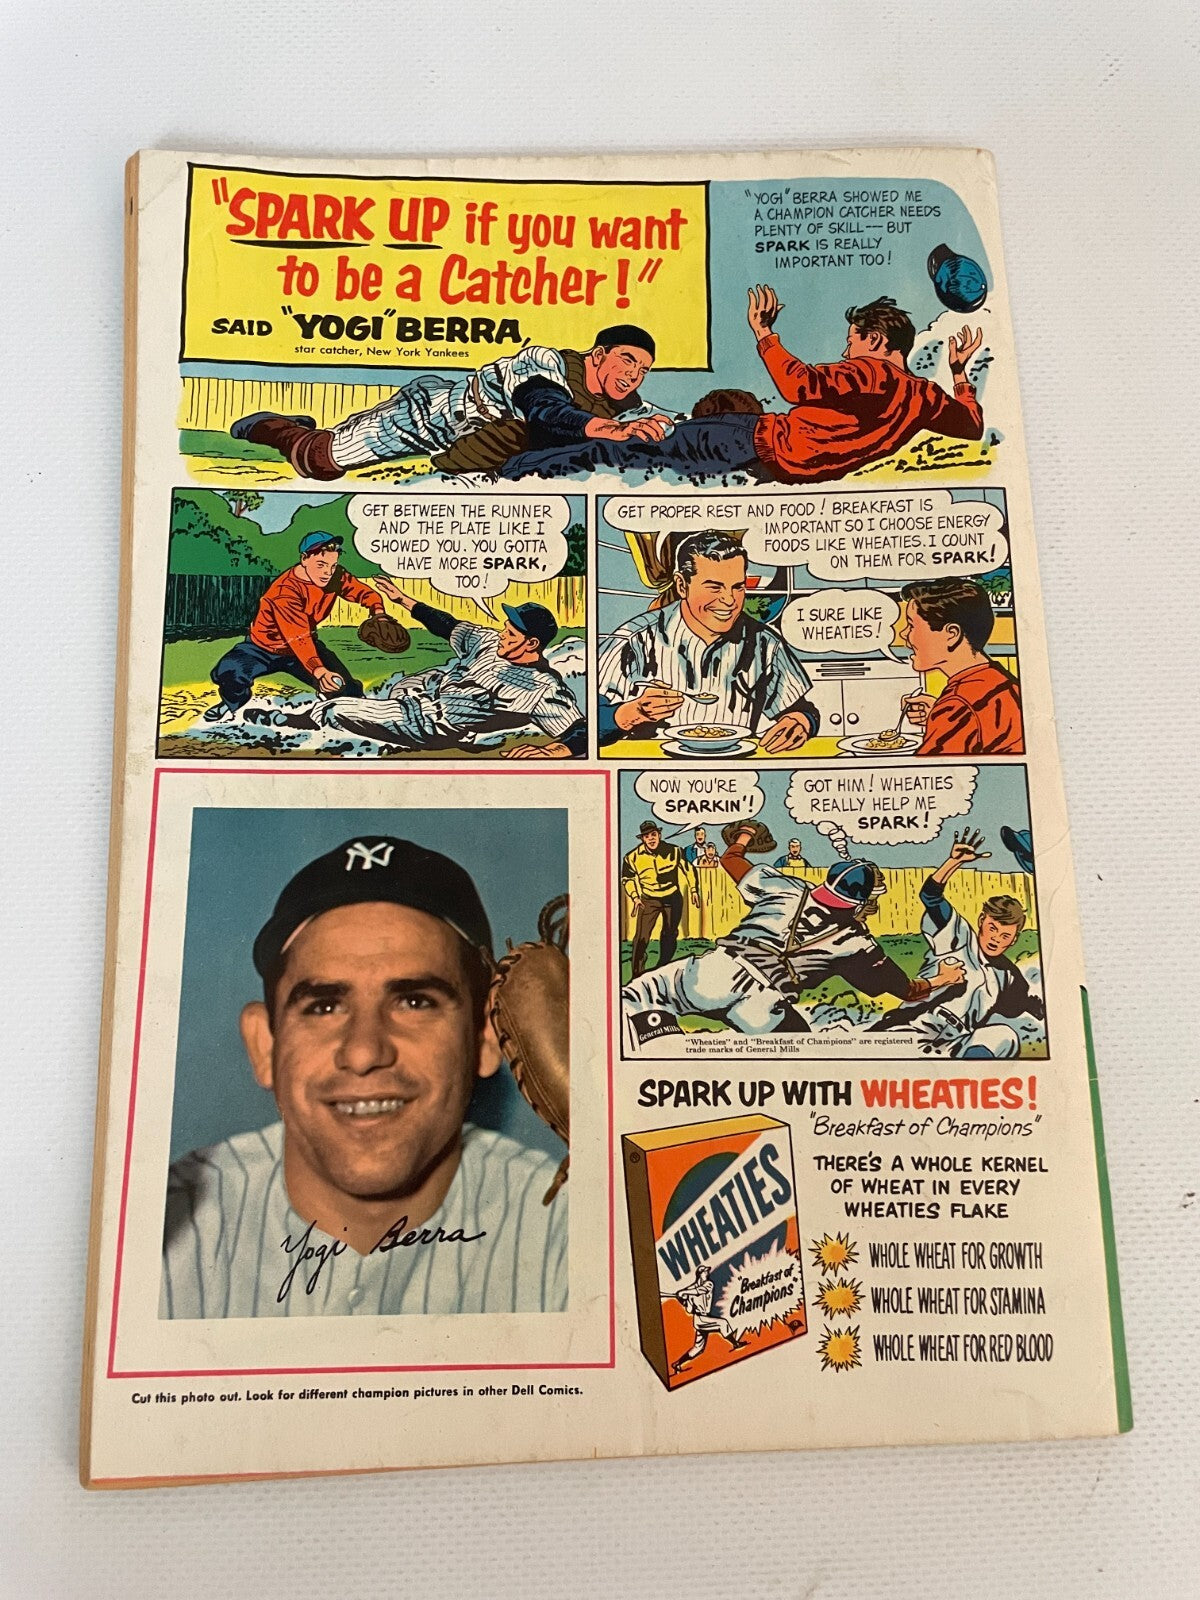 "SPARK UP if you want
to be a Catcher!"
SAID "YOGI" BERRA,
star catcher, New York Yankees
"YOGI" BERRA SHOWED ME
A CHAMPION CATCHER NEEDS
PLENTY OF SKILL—BUT
SPARK IS REALLY
IMPORTANT TOO!
GET BETWEEN THE RUNNER
AND THE PLATE LIKE I
SHOWED YOU. YOU GOTTA
HAVE MORE SPARK,
TOO!
GET PROPER REST AND FOOD! BREAKFAST IS
IMPORTANT SO I CHOOSE ENERGY
FOODS LIKE WHEATIES. I COUNT
ON THEM FOR SPARK!
I SURE LIKE
WHEATIES!
NY
Yogi Berra
Cut this photo out. Look for different champion pictures in other Dell Comics.
NOW YOU'RE
SPARKIN'!
GOT HIM! WHEATIES
REALLY HELP ME
SPARK!
General Mills
"Wheaties" and "Breakfast of Champions" are registered
trade marks of General Mills
SPARK UP WITH WHEATIES!
"Breakfast of Champions"
THERE'S A WHOLE KERNEL
OF WHEAT IN EVERY
WHEATIES FLAKE
WHOLE WHEAT FOR GROWTH
WHOLE WHEAT FOR STAMINA
WHOLE WHEAT FOR RED BLOOD
®
WHEATIES
"Breakfast of
Champions"